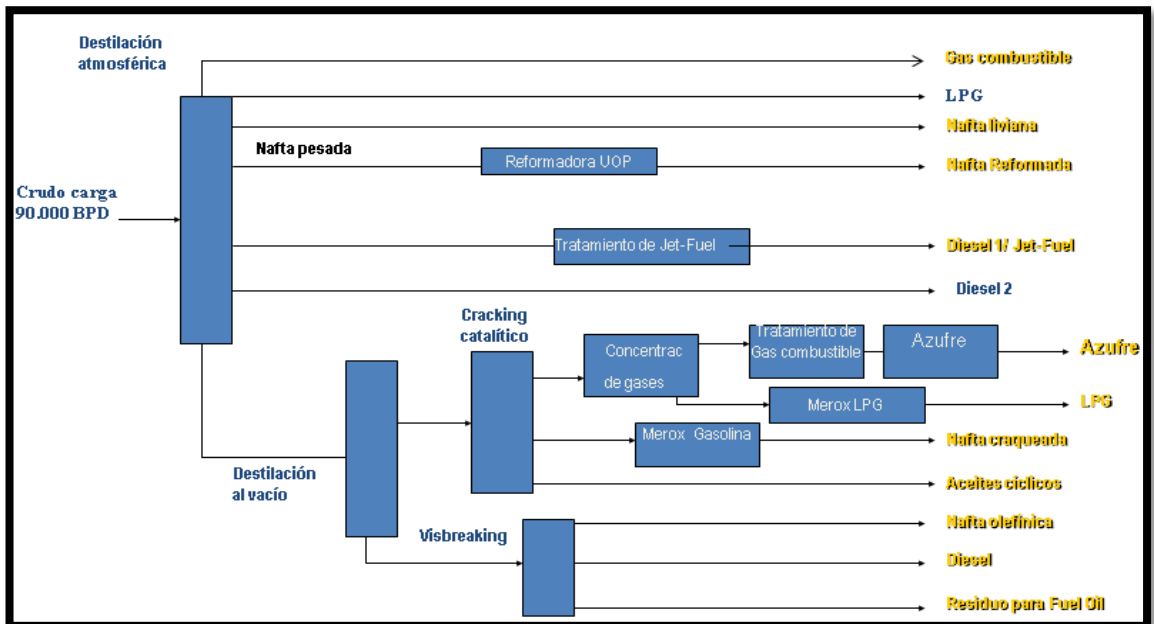 Destilación
atmosférica
Gas combustible
LPG
Nafta liviana
Nafta pesada
Reformadora UOP
Nafta Reformada
Crudo carga
90.000 BPD
Tratamiento de Jet-Fuel
Diesel 1/ Jet-Fuel
Diesel 2
Cracking
catalítico
Concentrac
de gases
Tratamiento de
Gas combustible
Azufre
Azufre
Merox LPG
LPG
Merox Gasolina
Nafta craqueada
Destilación
al vacío
Aceites cíclicos
Visbreaking
Nafta olefínica
Diesel
Residuo para Fuel Oil